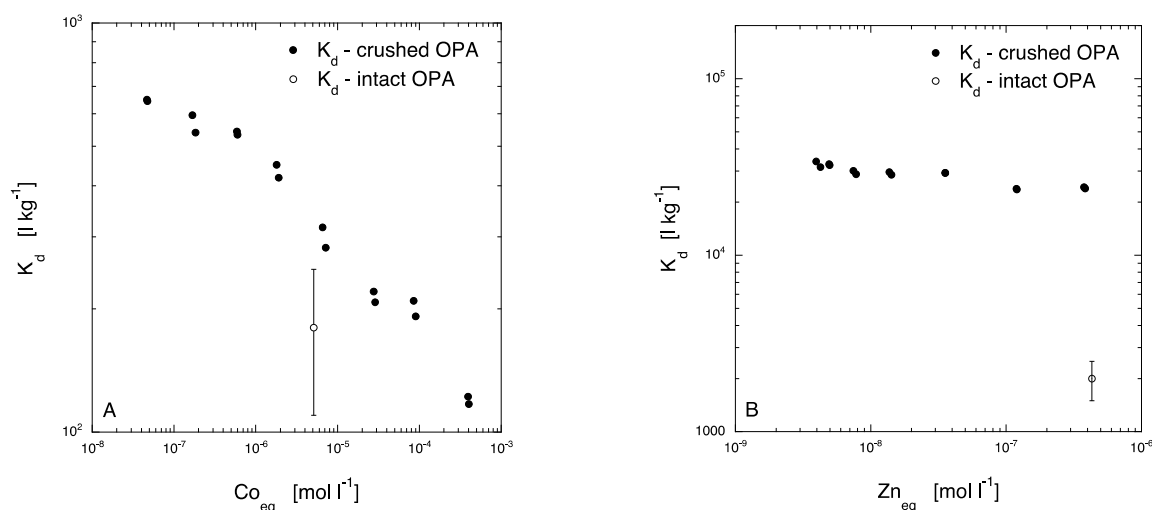 10³
K_d - crushed OPA
K_d - intact OPA
K_d [l kg⁻¹]
A
10²
10⁻⁸ 10⁻⁷ 10⁻⁶ 10⁻⁵ 10⁻⁴ 10⁻³
Co_eq [mol l⁻¹]
K_d - crushed OPA
K_d - intact OPA
10⁵
K_d [l kg⁻¹]
10⁴
B
1000
10⁻⁹ 10⁻⁸ 10⁻⁷ 10⁻⁶
Zn_eq [mol l⁻¹]